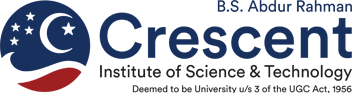 B.S. Abdur Rahman
Crescent
Institute of Science & Technology
Deemed to be University u/s 3 of the UGC Act, 1956